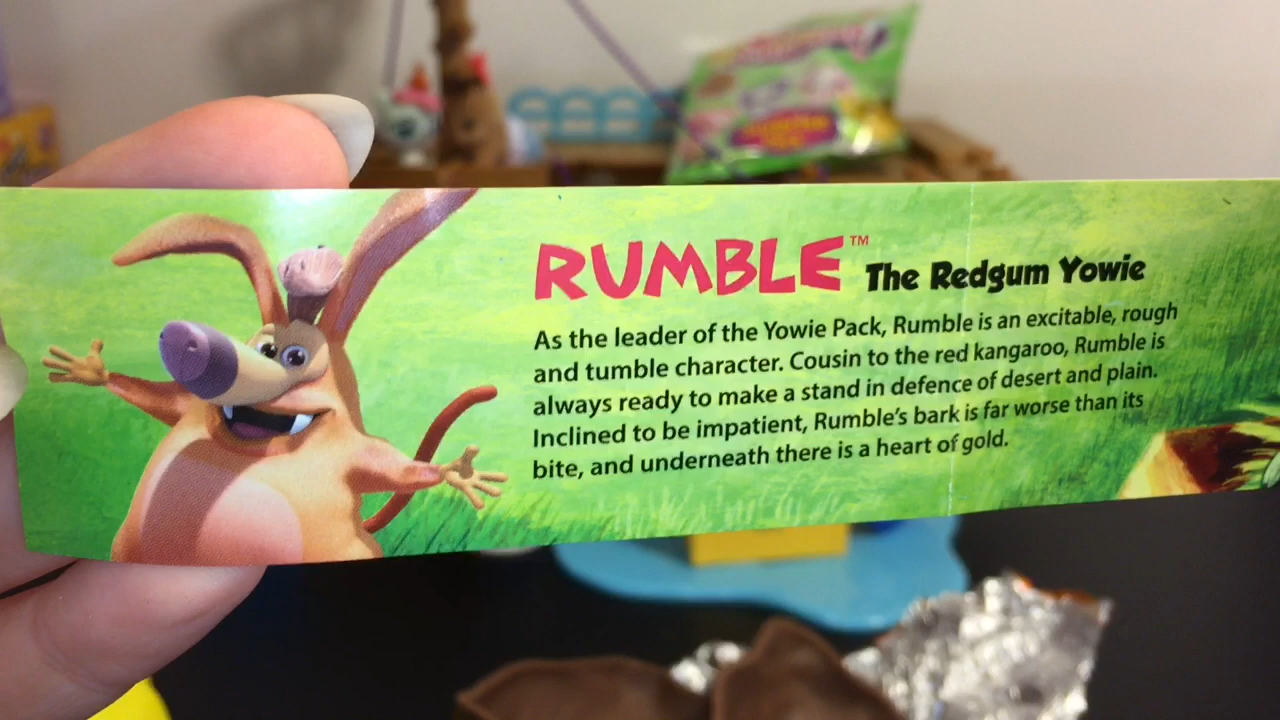 RUMBLE™ The Redgum Yowie
As the leader of the Yowie Pack, Rumble is an excitable, rough
and tumble character. Cousin to the red kangaroo, Rumble is
always ready to make a stand in defence of desert and plain.
Inclined to be impatient, Rumble's bark is far worse than its
bite, and underneath there is a heart of gold.